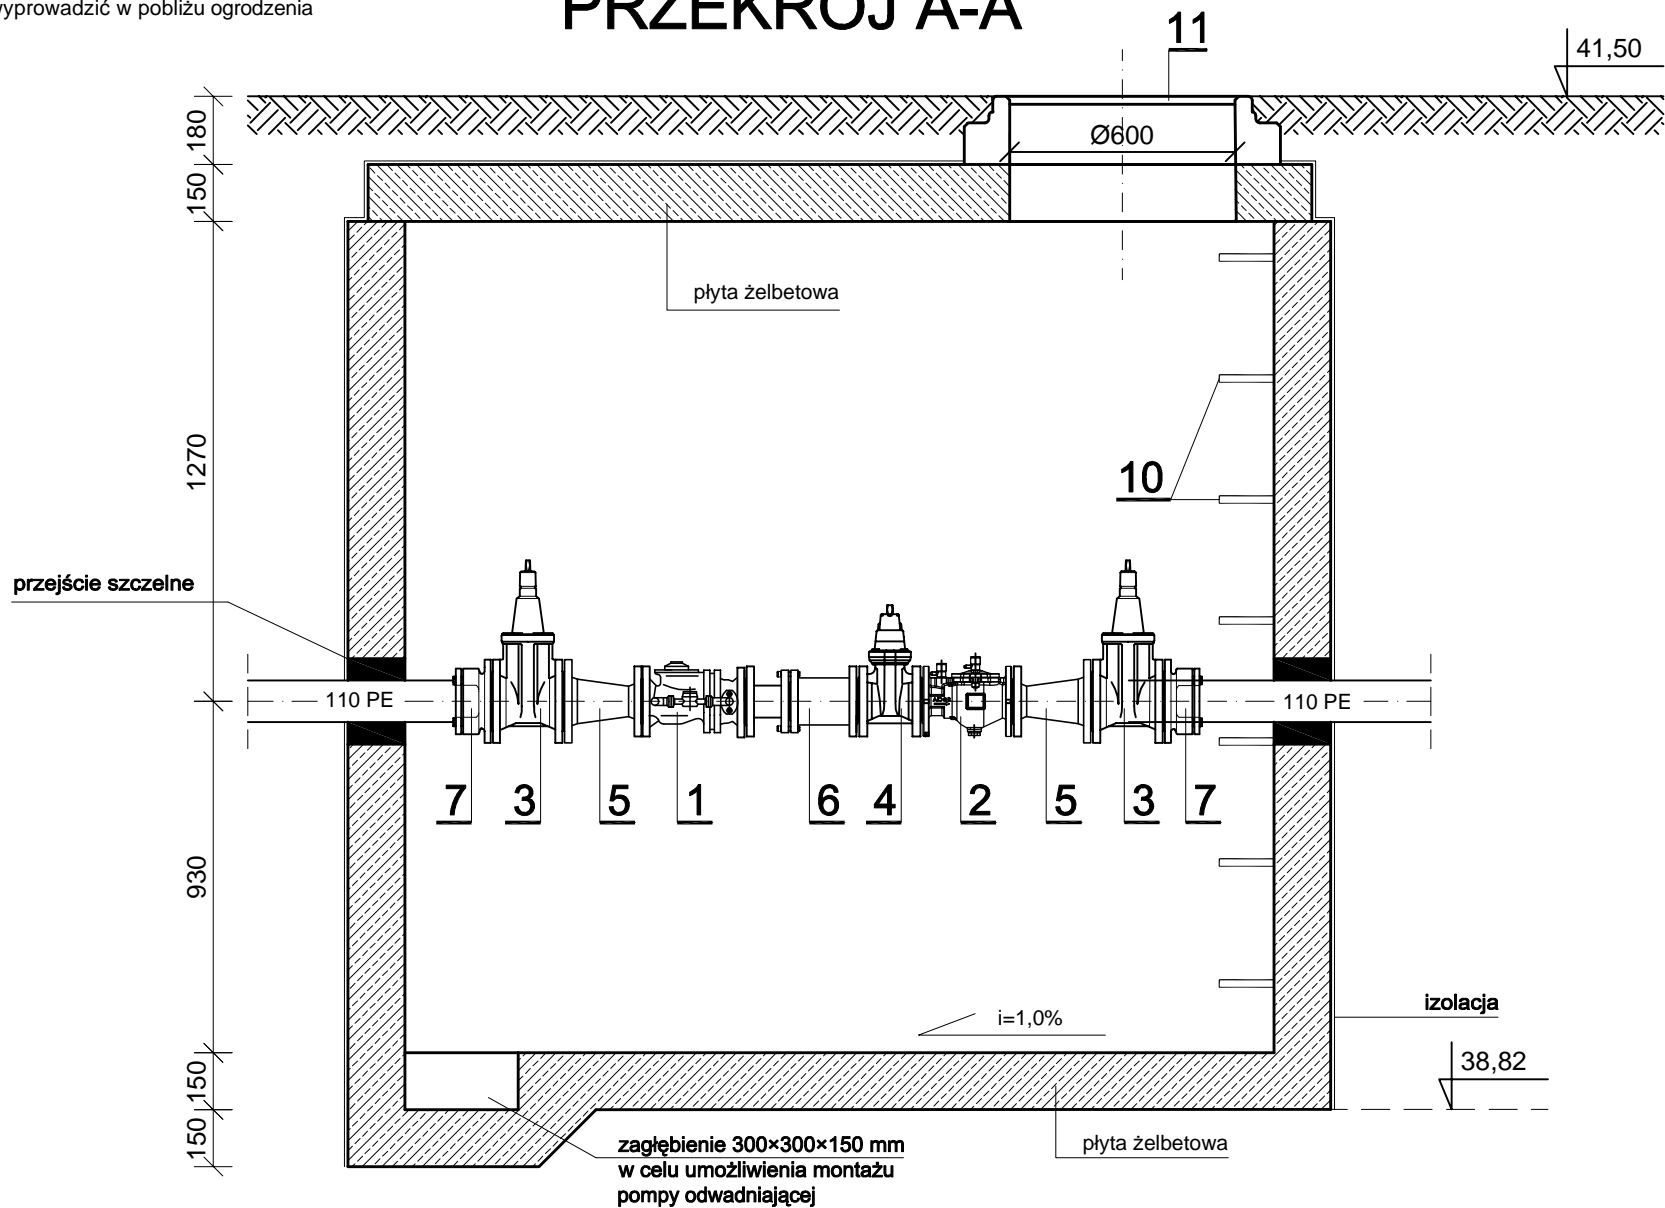 wyprowadzić w pobliżu ogrodzenia
PRZEKRÓJ A-A
11
41,50
180
Ø600
150
płyta żelbetowa
1270
10
przejście szczelne
110 PE
110 PE
7 3 5 1 6 4 2 5 3 7
930
izolacja
i=1,0%
38,82
150
150
zagłębienie 300×300×150 mm
w celu umożliwienia montażu
pompy odwadniającej
płyta żelbetowa